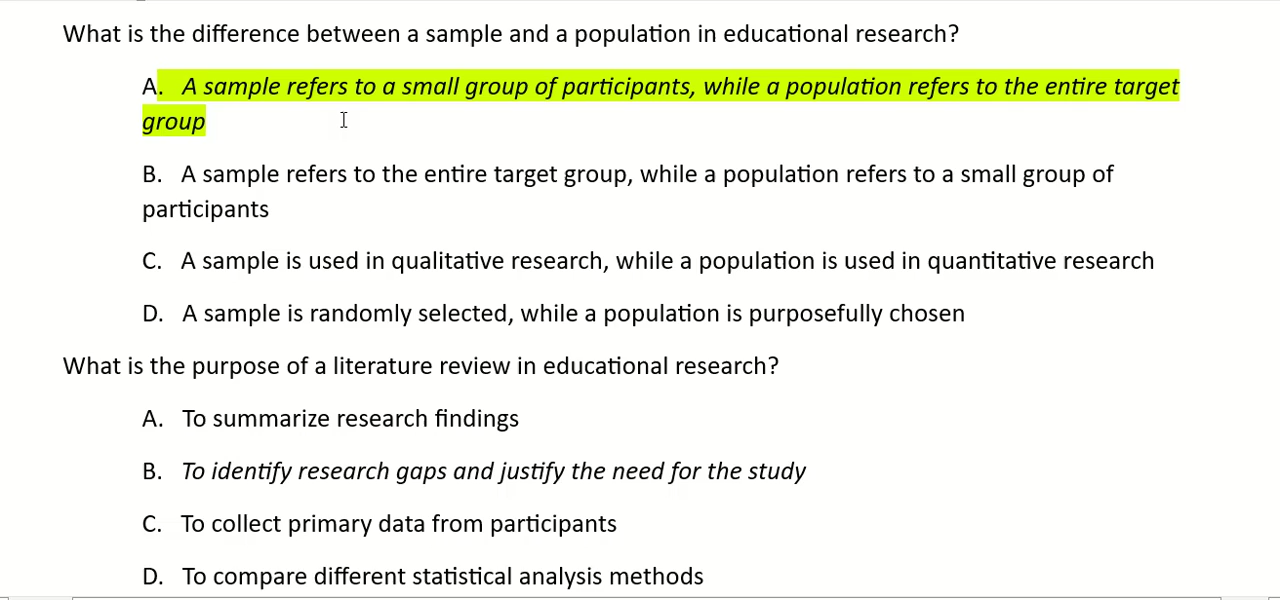 What is the difference between a sample and a population in educational research?
A. A sample refers to a small group of participants, while a population refers to the entire target
group
B. A sample refers to the entire target group, while a population refers to a small group of
participants
C. A sample is used in qualitative research, while a population is used in quantitative research
D. A sample is randomly selected, while a population is purposefully chosen
What is the purpose of a literature review in educational research?
A. To summarize research findings
B. To identify research gaps and justify the need for the study
C. To collect primary data from participants
D. To compare different statistical analysis methods